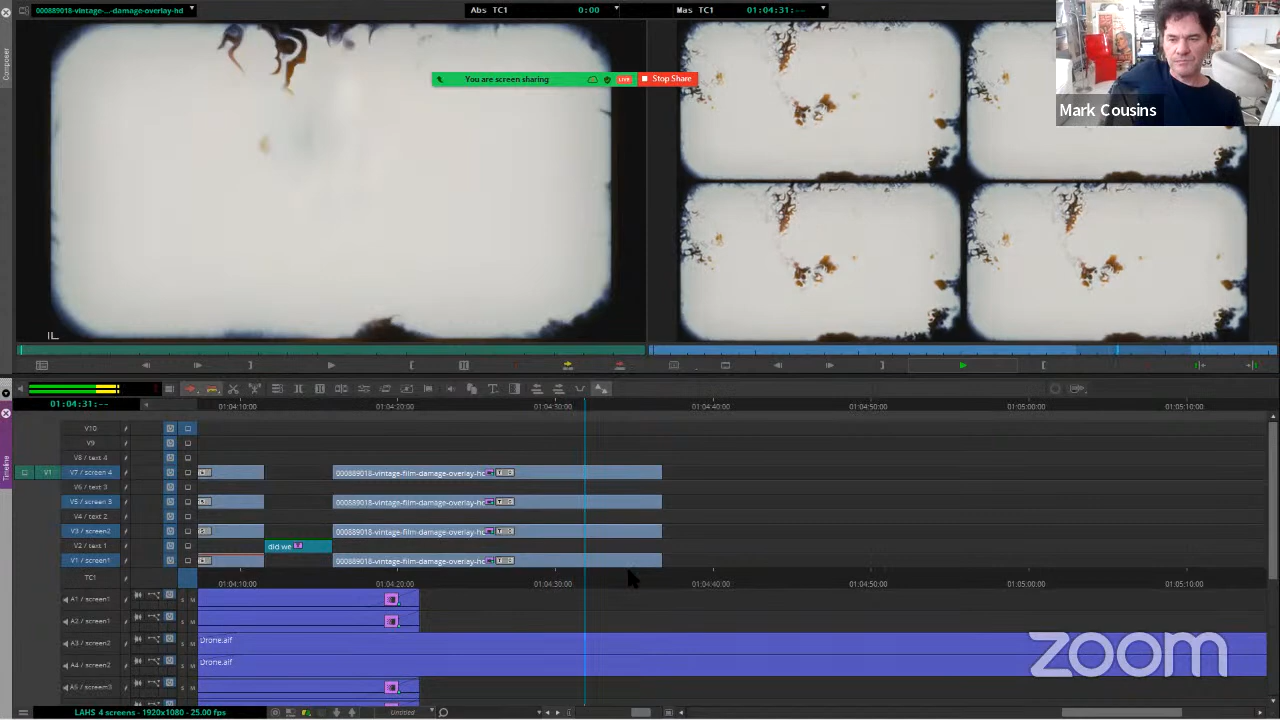 000889018-vintage-...-damage-overlay-hd
Abs TC1 0:00
Mas TC1 01:04:31:--
Composer
You are screen sharing
LIVE
Stop Share
Mark Cousins
01:04:31:--
01:04:10:00 01:04:20:00 01:04:30:00 01:04:40:00 01:04:50:00 01:05:00:00 01:05:10:00
Timeline
V10
V9
V8 / text 4
V1 V7 / screen 4 000889018-vintage-film-damage-overlay-hd
V6 / text 3
V5 / screen 3 000889018-vintage-film-damage-overlay-hd
V4 / text 2
V3 / screen2 000889018-vintage-film-damage-overlay-hd
V2 / text 1 did we
V1 / screen1 000889018-vintage-film-damage-overlay-hd
TC1 01:04:10:00 01:04:20:00 01:04:30:00 01:04:40:00 01:04:50:00 01:05:00:00 01:05:10:00
A1 / screen1 S M
A2 / screen1 S M
A3 / screen2 S M Drone.aif
A4 / screen2 S M Drone.aif
A5 / screen3 S M
zoom
LAHS 4 screens - 1920x1080 - 25.00 fps
Untitled